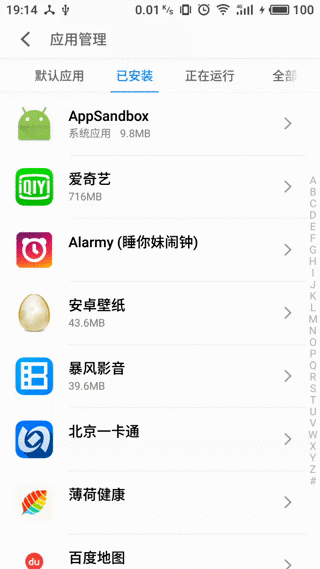 19:14 0.01 K/s 4G 100
应用管理
默认应用 已安装 正在运行 全部
AppSandbox
系统应用 9.8MB
QIYI
爱奇艺
716MB
Alarmy (睡你妹闹钟)
安卓壁纸
43.6MB
暴风影音
39.6MB
北京一卡通
薄荷健康
du
百度地图
A
B
C
D
E
F
G
H
I
J
K
L
M
N
O
P
Q
R
S
T
U
V
W
X
Y
Z
#